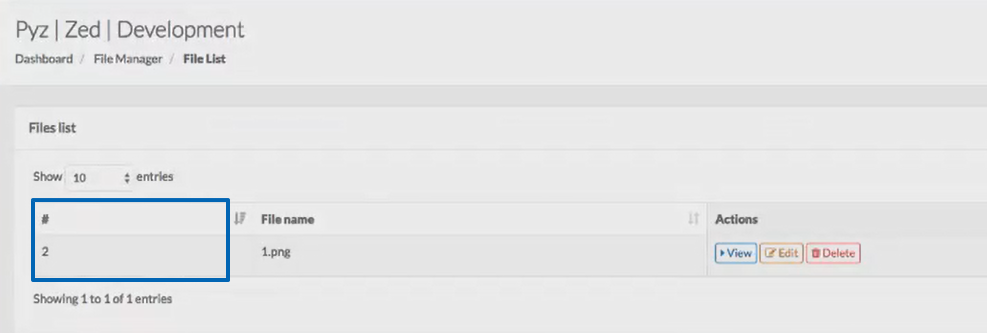 Pyz | Zed | Development
Dashboard / File Manager / File List
Files list
Show 10 entries
# File name Actions
2 1.png View Edit Delete
Showing 1 to 1 of 1 entries